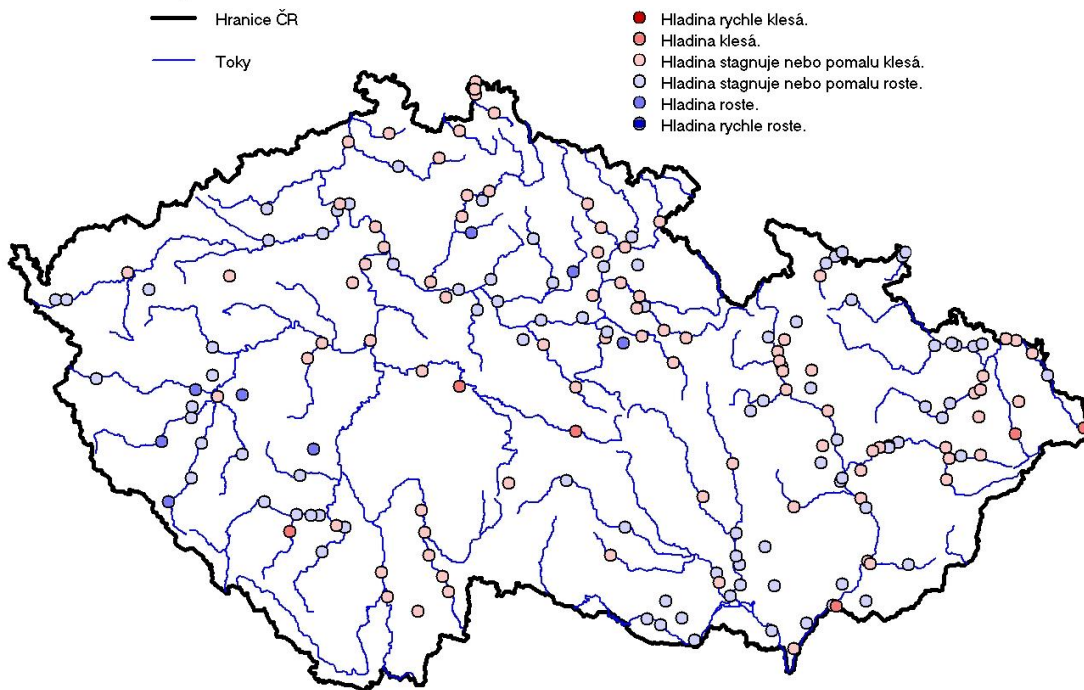 Hranice ČR
Toky
Hladina rychle klesá.
Hladina klesá.
Hladina stagnuje nebo pomalu klesá.
Hladina stagnuje nebo pomalu roste.
Hladina roste.
Hladina rychle roste.